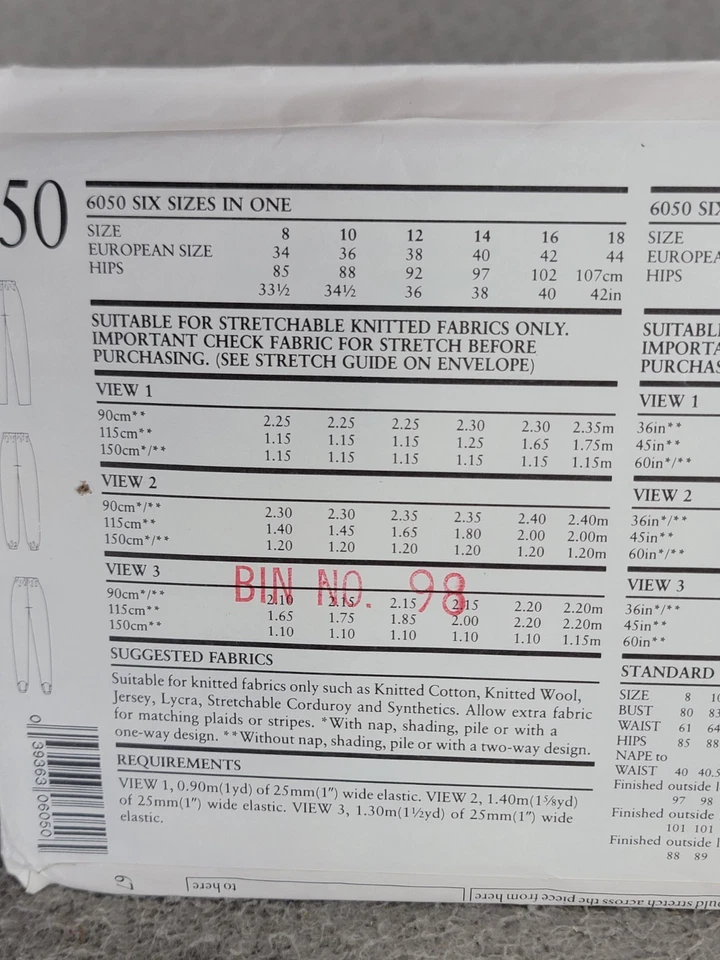 50
6050 SIX SIZES IN ONE
SIZE 8 10 12 14 16 18
EUROPEAN SIZE 34 36 38 40 42 44
HIPS 85 88 92 97 102 107cm
33½ 34½ 36 38 40 42in
SUITABLE FOR STRETCHABLE KNITTED FABRICS ONLY.
IMPORTANT CHECK FABRIC FOR STRETCH BEFORE
PURCHASING. (SEE STRETCH GUIDE ON ENVELOPE)
VIEW 1
90cm** 2.25 2.25 2.25 2.30 2.30 2.35m
115cm** 1.15 1.15 1.15 1.25 1.65 1.75m
150cm*/** 1.15 1.15 1.15 1.15 1.15 1.15m
VIEW 2
90cm*/** 2.30 2.30 2.35 2.35 2.40 2.40m
115cm** 1.40 1.45 1.65 1.80 2.00 2.00m
150cm*/** 1.20 1.20 1.20 1.20 1.20 1.20m
VIEW 3
BIN NO. 98
90cm*/** 2.10 2.15 2.15 2.15 2.20 2.20m
115cm** 1.65 1.75 1.85 2.00 2.20 2.20m
150cm** 1.10 1.10 1.10 1.10 1.10 1.15m
SUGGESTED FABRICS
Suitable for knitted fabrics only such as Knitted Cotton, Knitted Wool,
Jersey, Lycra, Stretchable Corduroy and Synthetics. Allow extra fabric
for matching plaids or stripes. *With nap, shading, pile or with a
one-way design. **Without nap, shading, pile or with a two-way design.
REQUIREMENTS
VIEW 1, 0.90m(1yd) of 25mm(1″) wide elastic. VIEW 2, 1.40m(1⅝yd)
of 25mm(1″) wide elastic. VIEW 3, 1.30m(1½yd) of 25mm(1″) wide
elastic.
0 39363 06050
6050
SIZE
HIPS
VIEW 1
36in**
45in**
60in*/**
VIEW 2
36in*/**
45in**
60in*/**
VIEW 3
36in*/**
45in**
60in**
STANDARD
SIZE 8
BUST 80
WAIST 61
HIPS 85
NAPE to
WAIST 40 40.5
Finished outside
97 98
Finished outside
101 101
Finished outside
88 89
67
to here
stretch across the piece from here